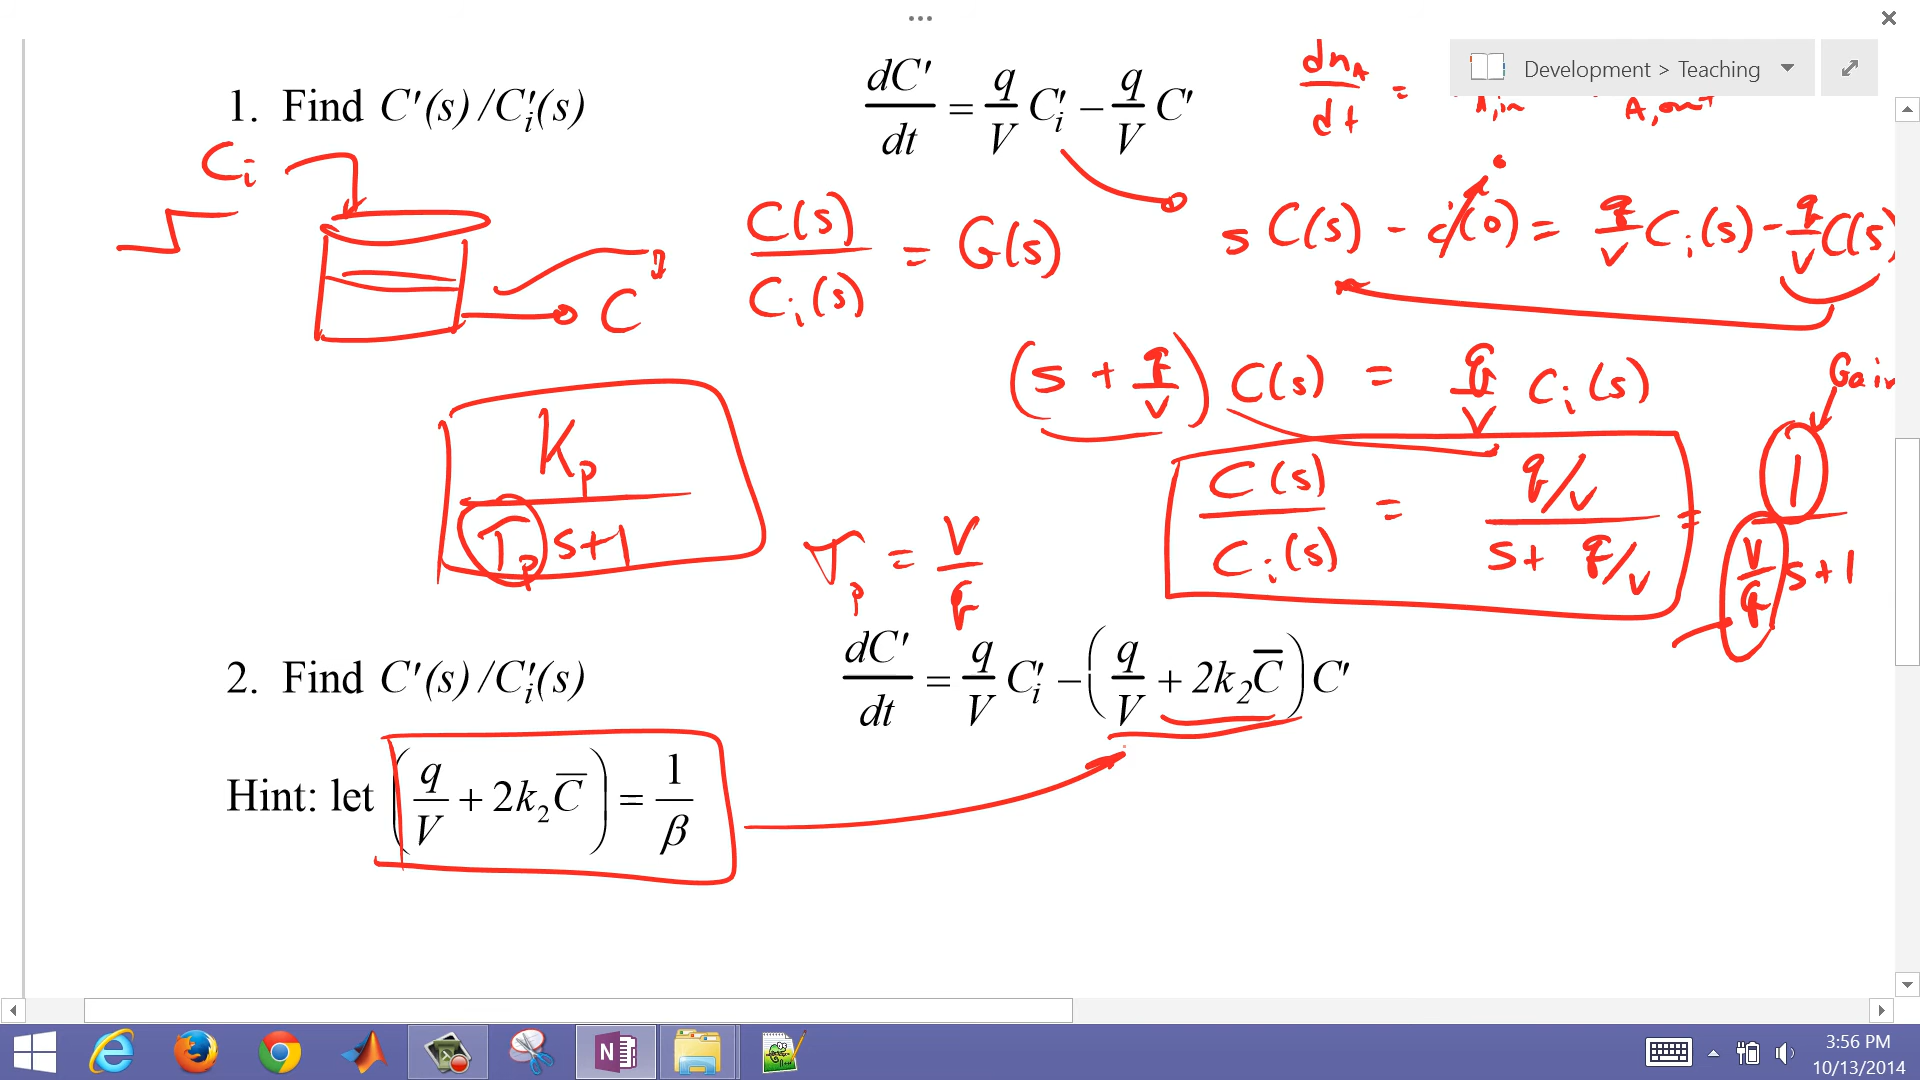 Development > Teaching
1. Find C'(s)/C'ᵢ(s)
dC'/dt = q/V C'ᵢ − q/V C'
dn_A/dt =
A,in
A,out
Cᵢ
C
C(s)/Cᵢ(s) = G(s)
s C(s) - c(0) = q/V Cᵢ(s) - q/V C(s)
0
(s + q/V) C(s) = q/V Cᵢ(s)
Gain
C(s)/Cᵢ(s) = q/V / s + q/V = 1 / V/q s+1
Kp / τp s+1
τp = V/q
2. Find C'(s)/C'ᵢ(s)
dC'/dt = q/V C'ᵢ − (q/V + 2k₂C̅) C'
Hint: let (q/V + 2k₂C̅) = 1/β
3:56 PM
10/13/2014